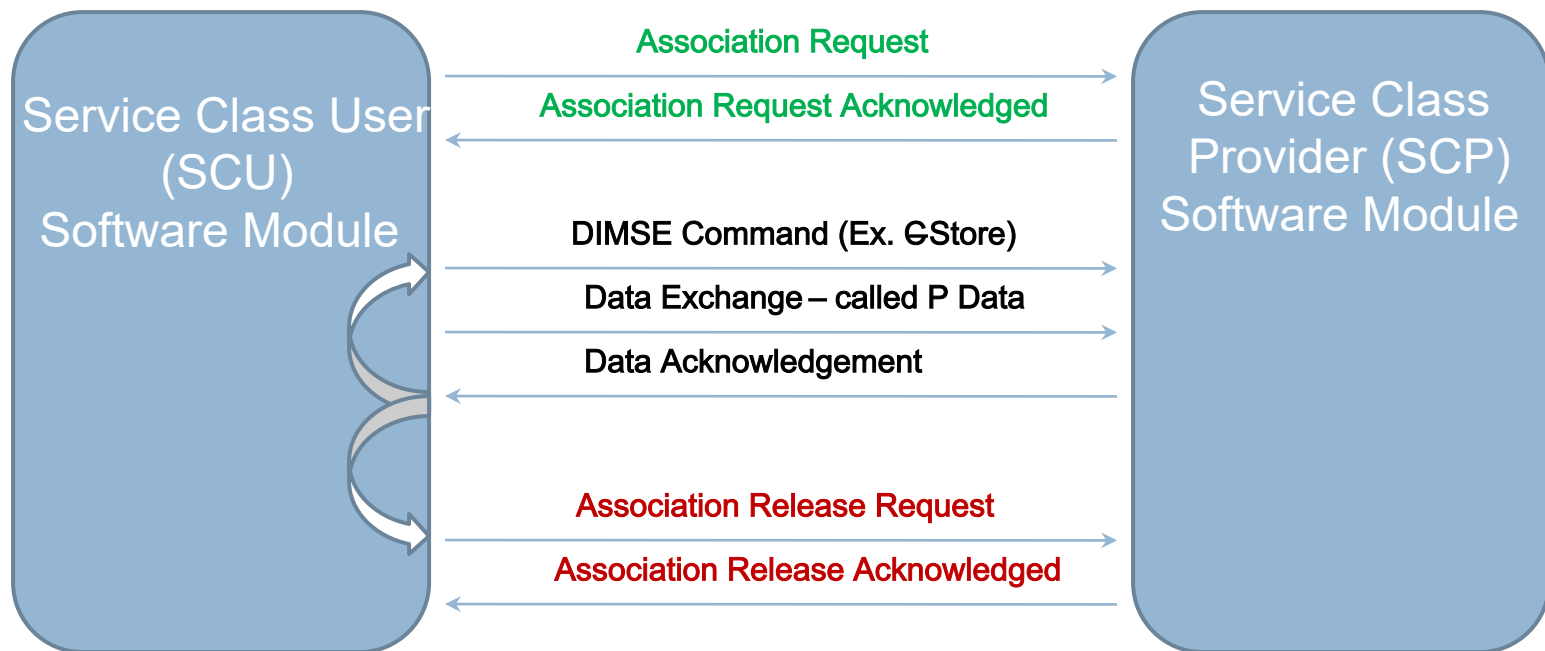 Service Class User
(SCU)
Software Module
Association Request
Association Request Acknowledged
DIMSE Command (Ex. C-Store)
Data Exchange – called P Data
Data Acknowledgement
Association Release Request
Association Release Acknowledged
Service Class
Provider (SCP)
Software Module